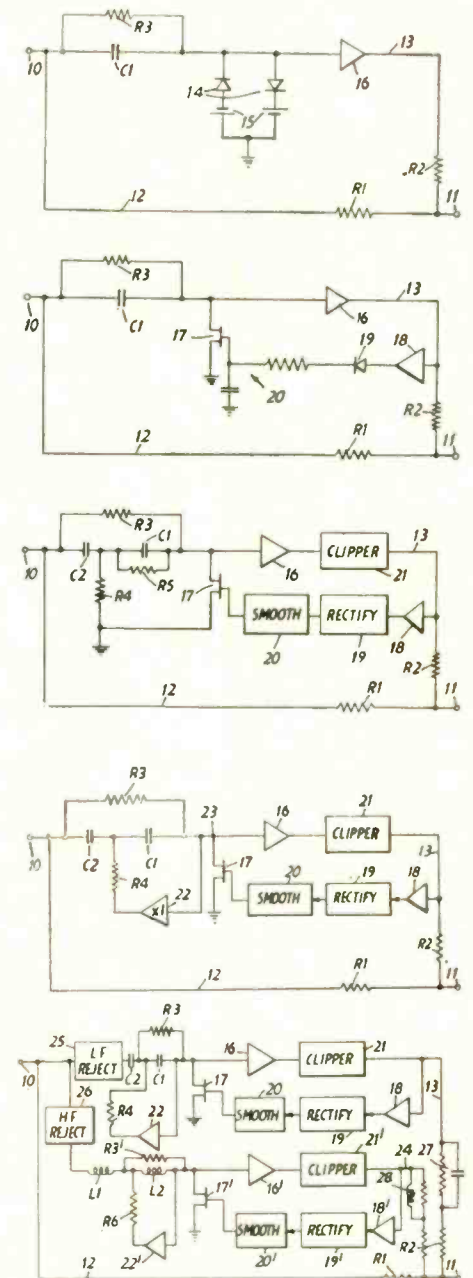 R3
10
C1
14
15
16
13
R2
R1
12
11
R3
10
C1
17
16
13
19
18
20
R2
R1
12
11
R3
10
C2
C1
R5
R4
17
16
CLIPPER
21
13
SMOOTH
20
RECTIFY
19
18
R2
R1
12
11
R3
10
C2
C1
R4
x1
22
23
17
16
21
CLIPPER
13
SMOOTH
20
RECTIFY
19
18
R2
R1
12
11
25
LF REJECT
10
26
HF REJECT
R3
C2
C1
R4
22
17
16
CLIPPER
21
13
SMOOTH
20
RECTIFY
19
18
R3'
L1
L2
R6
22'
17'
16'
CLIPPER
21'
24
27
28
SMOOTH
20'
RECTIFY
19'
18'
R2
R1
12
11